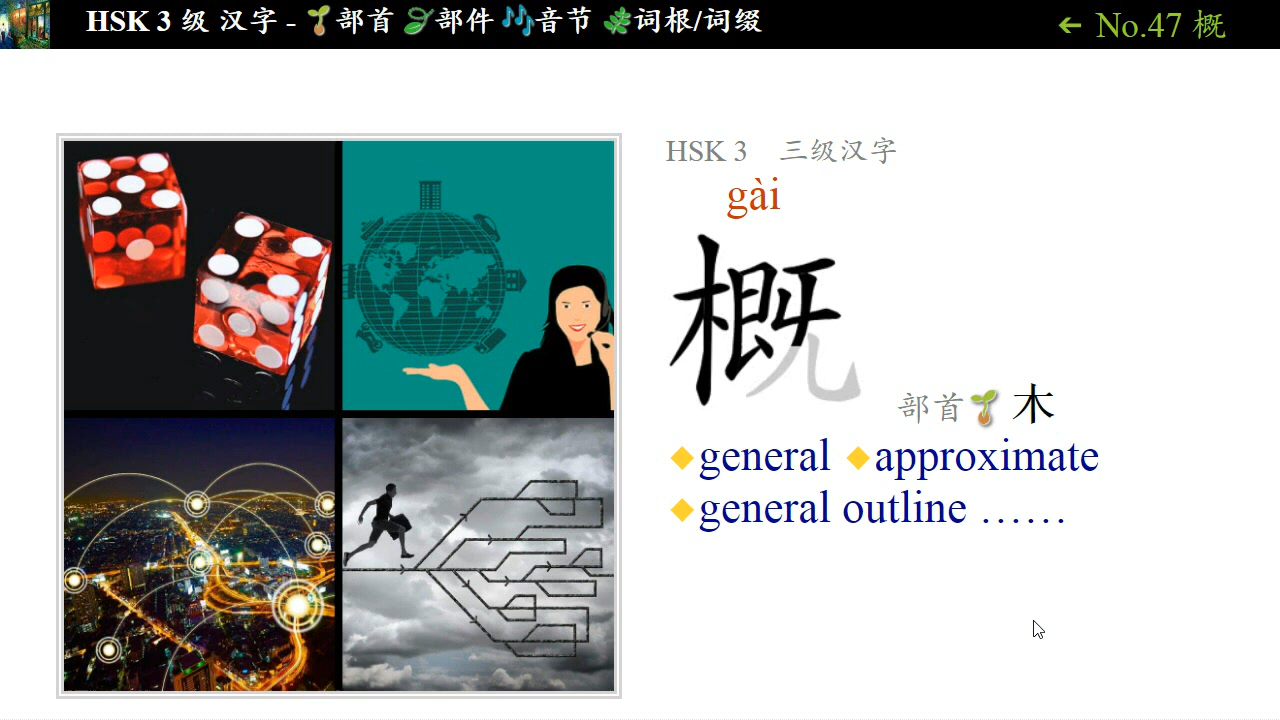 HSK 3 级 汉字 - 部首 部件 音节 词根/词缀
← No.47 概
HSK 3 三级汉字
gài
概
部首 木
◆general ◆approximate
◆general outline ……